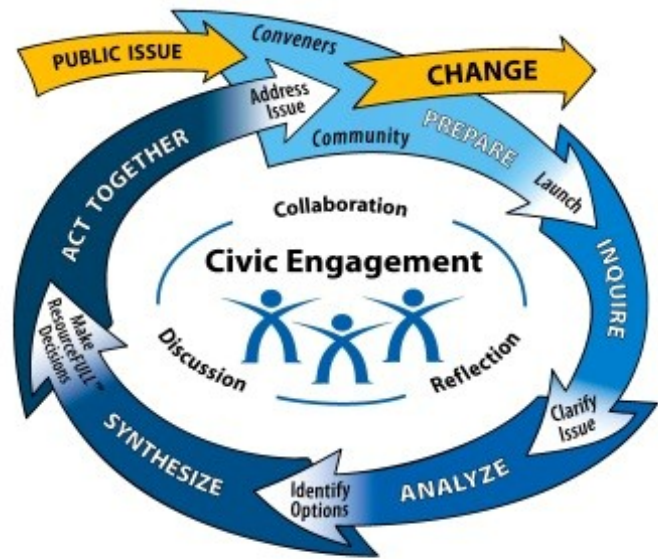 PUBLIC ISSUE
Conveners
CHANGE
Address
Issue
Community
PREPARE
Launch
INQUIRE
Clarify
Issue
ANALYZE
Identify
Options
SYNTHESIZE
Make
ResourceFULL™
Decisions
ACT TOGETHER
Collaboration
Civic Engagement
Discussion
Reflection